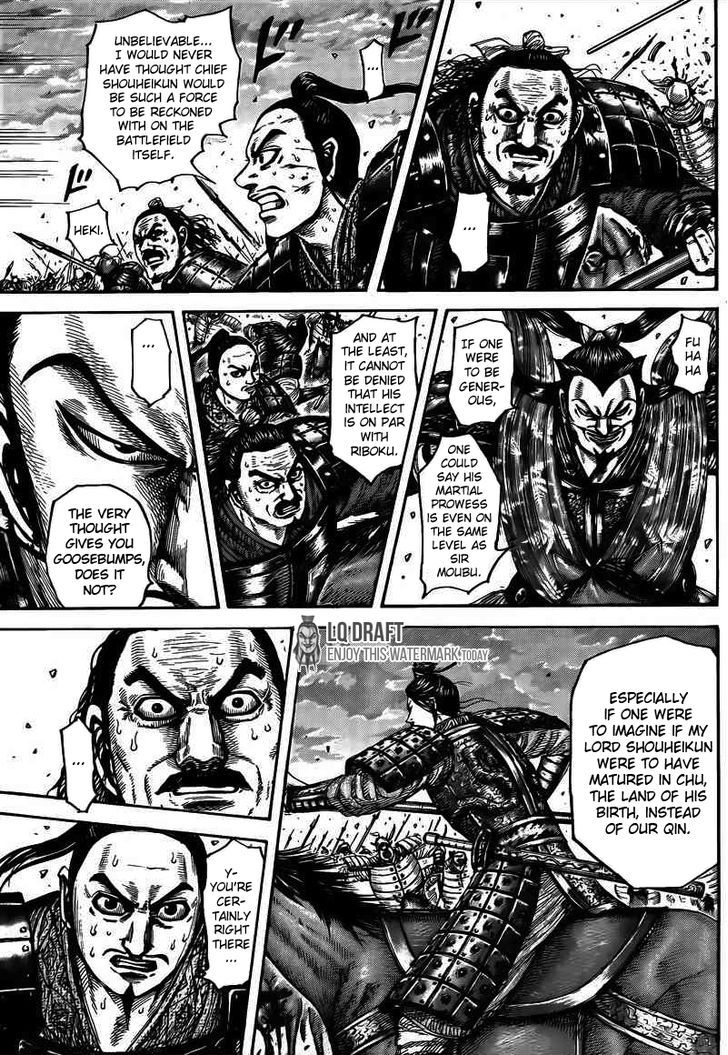 ...
...
UNBELIEVABLE...
I WOULD NEVER
HAVE THOUGHT CHIEF
SHOUHEIKUN WOULD
BE SUCH A FORCE
TO BE RECKONED
WITH ON THE
BATTLEFIELD
ITSELF.
ド
ド
ド
HEKI.
FU
HA
HA
IF ONE
WERE
TO BE
GENER-
OUS,
ONE
COULD
SAY HIS
MARTIAL
PROWESS
IS EVEN ON
THE SAME
LEVEL AS
SIR
MOUBU.
AND AT
THE LEAST,
IT CANNOT
BE DENIED
THAT HIS
INTELLECT
IS ON PAR
WITH
RIBOKU.
...
THE VERY
THOUGHT
GIVES YOU
GOOSEBUMPS,
DOES IT
NOT?
LQ DRAFT
ENJOY THIS WATERMARK TODAY
ESPECIALLY
IF ONE WERE
TO IMAGINE IF MY
LORD SHOUHEIKUN
WERE TO HAVE
MATURED IN CHU,
THE LAND OF HIS
BIRTH, INSTEAD
OF OUR QIN.
...
Y-
YOU'RE
CER-
TAINLY
RIGHT
THERE
...